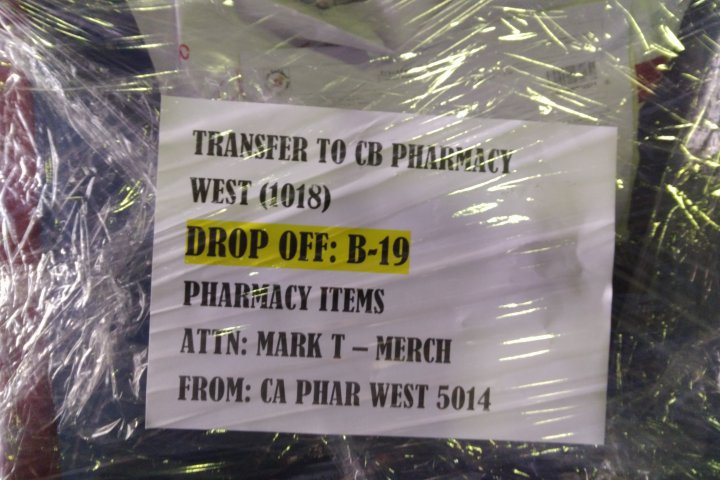 TRANSFER TO CB PHARMACY
WEST (1018)
DROP OFF: B-19
PHARMACY ITEMS
ATTN: MARK T – MERCH
FROM: CA PHAR WEST 5014